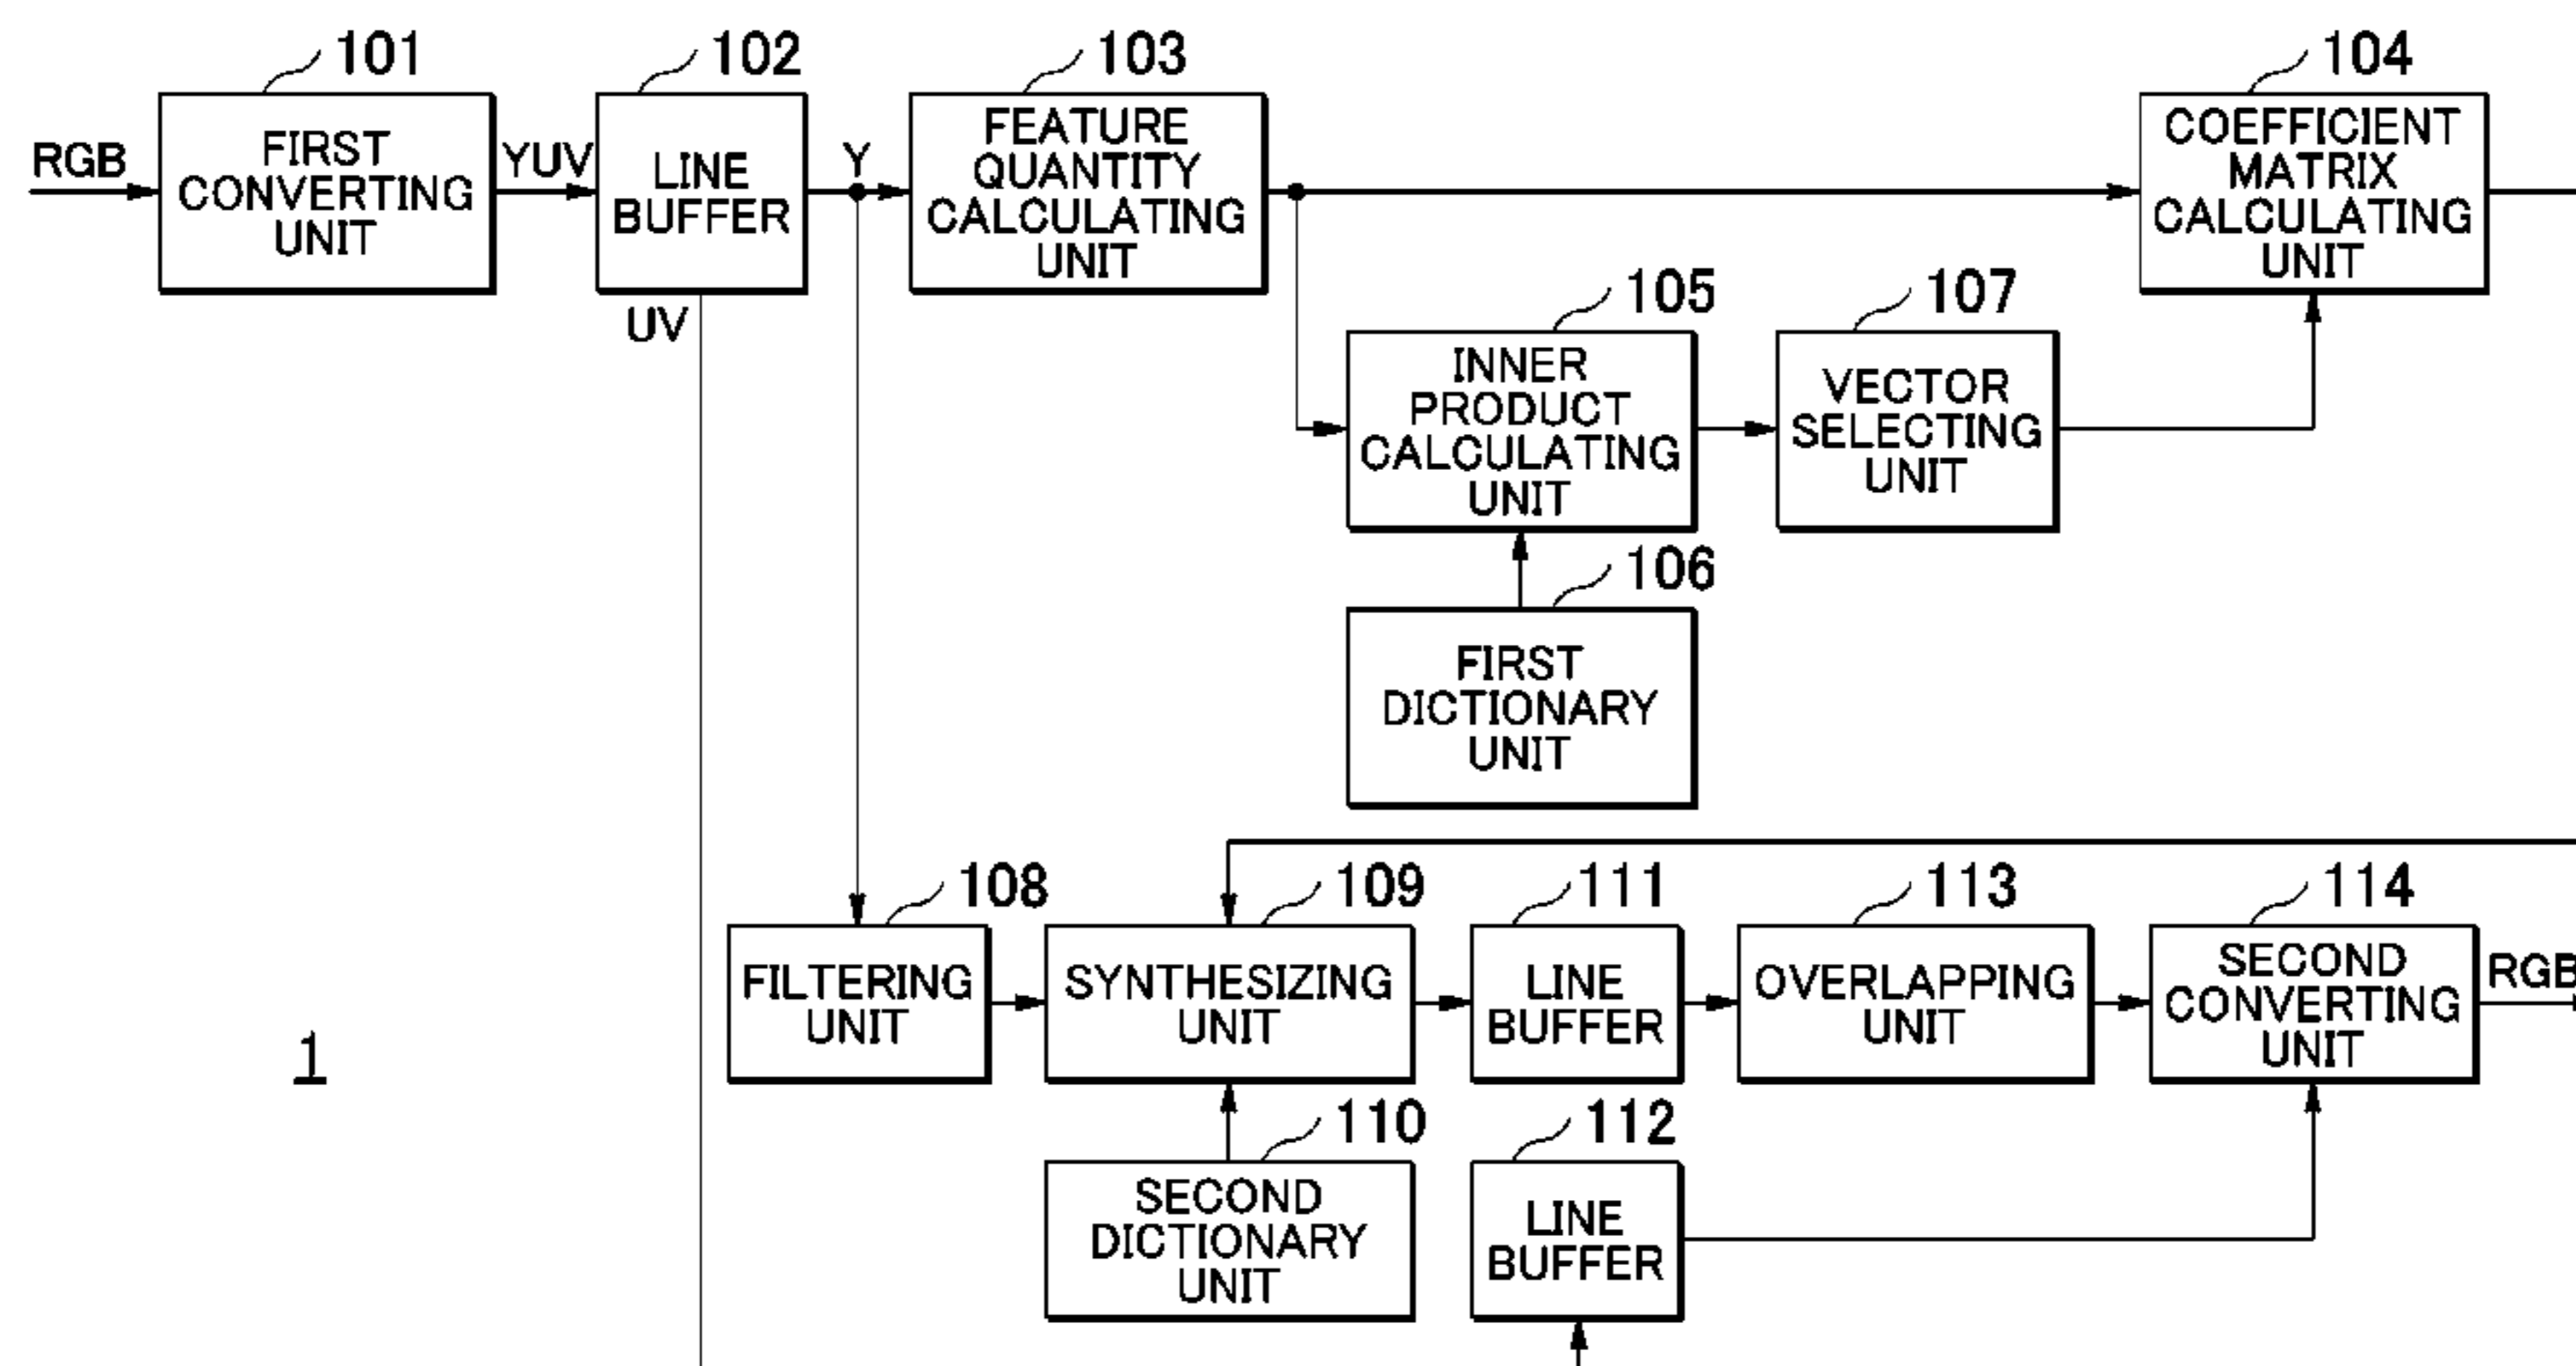 101
102
103
104
RGB
FIRST
CONVERTING
UNIT
YUV
LINE
BUFFER
Y
FEATURE
QUANTITY
CALCULATING
UNIT
COEFFICIENT
MATRIX
CALCULATING
UNIT
UV
105
107
INNER
PRODUCT
CALCULATING
UNIT
VECTOR
SELECTING
UNIT
106
FIRST
DICTIONARY
UNIT
108
109
111
113
114
FILTERING
UNIT
SYNTHESIZING
UNIT
LINE
BUFFER
OVERLAPPING
UNIT
SECOND
CONVERTING
UNIT
RGB
1
110
112
SECOND
DICTIONARY
UNIT
LINE
BUFFER